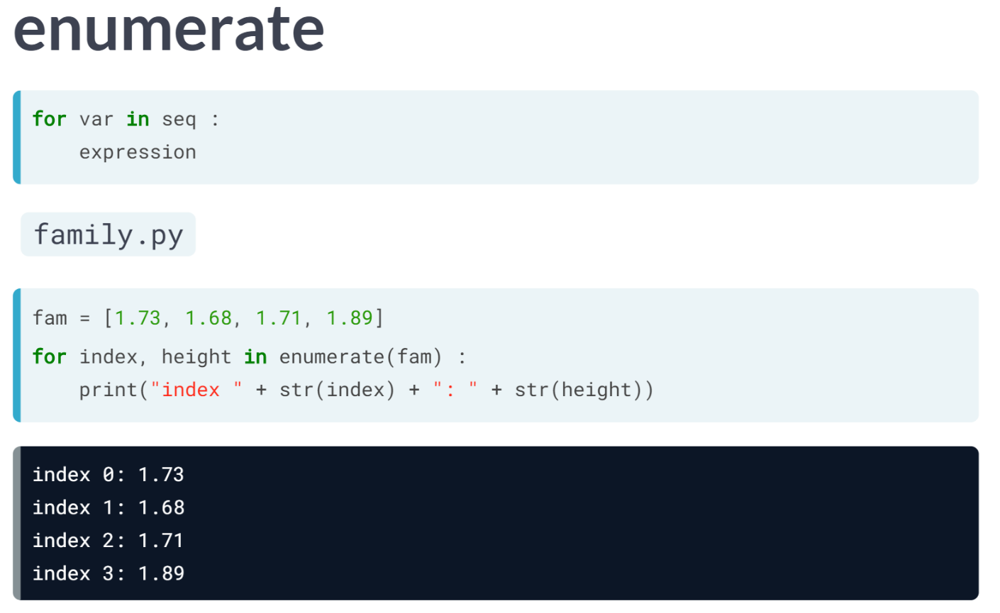 enumerate
for var in seq :
    expression
family.py
fam = [1.73, 1.68, 1.71, 1.89]
for index, height in enumerate(fam) :
    print("index " + str(index) + ": " + str(height))
index 0: 1.73
index 1: 1.68
index 2: 1.71
index 3: 1.89